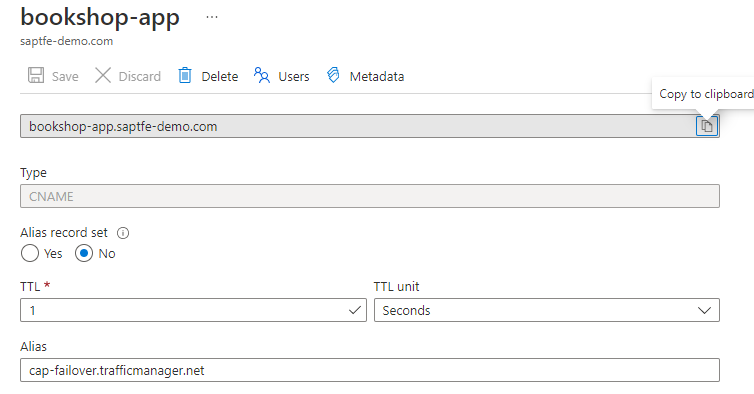 bookshop-app ...
saptfe-demo.com
Save Discard Delete Users Metadata
Copy to clipboard
bookshop-app.saptfe-demo.com
Type
CNAME
Alias record set
Yes No
TTL * TTL unit
1 Seconds
Alias
cap-failover.trafficmanager.net